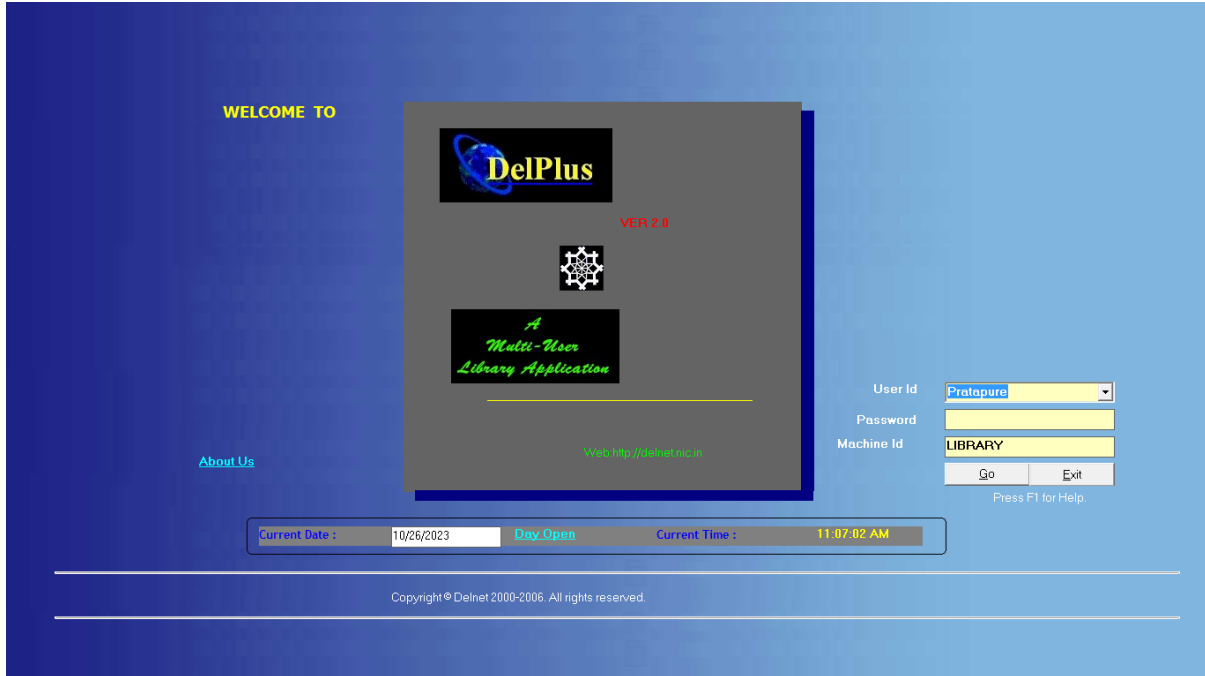 WELCOME TO
DelPlus
VER 2.0
A
Multi-User
Library Application
Web:http://delnet.nic.in
About Us
User Id
Pratapure
Password
Machine Id
LIBRARY
Go
Exit
Press F1 for Help.
Current Date :
10/26/2023
Day Open
Current Time :
11:07:02 AM
Copyright © Delnet 2000-2006. All rights reserved.